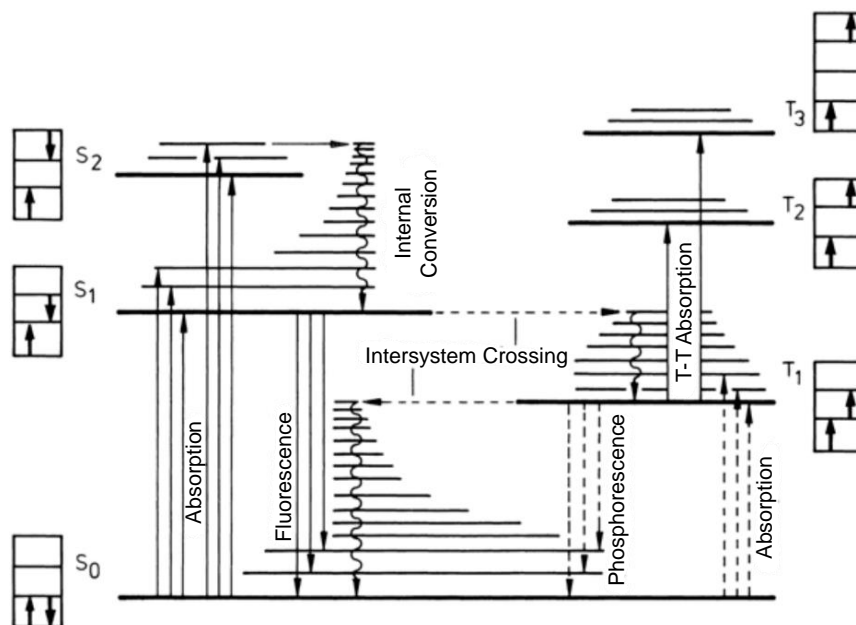 T3
S2
T2
Internal
Conversion
S1
T-T Absorption
Intersystem Crossing
T1
Absorption
Fluorescence
Phosphorescence
Absorption
S0